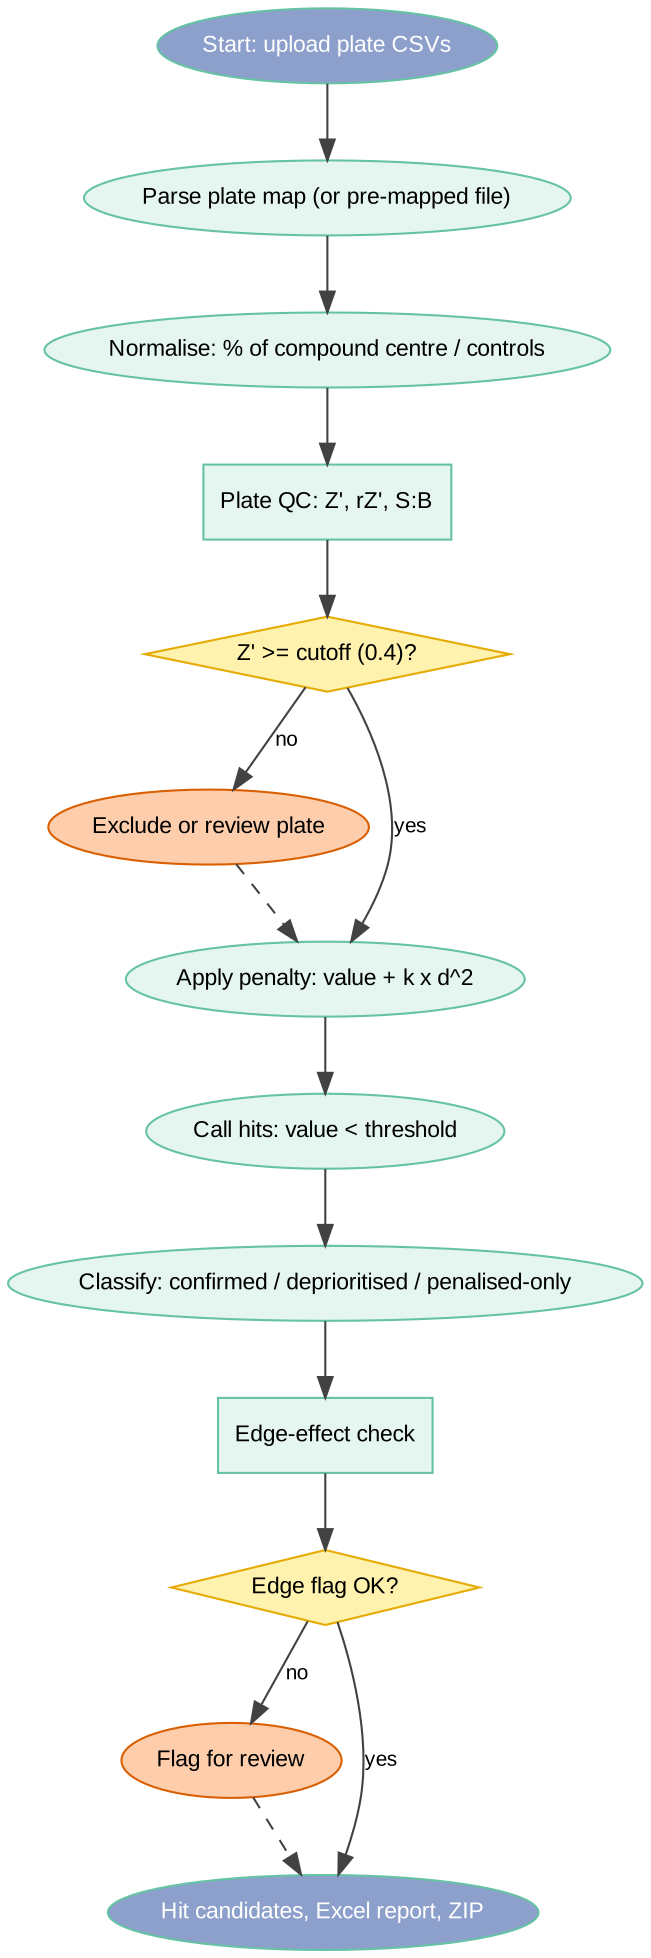 Start: upload plate CSVs
Parse plate map (or pre-mapped file)
Normalise: % of compound centre / controls
Plate QC: Z', rZ', S:B
Z' >= cutoff (0.4)?
no
Exclude or review plate
yes
Apply penalty: value + k x d^2
Call hits: value < threshold
Classify: confirmed / deprioritised / penalised-only
Edge-effect check
Edge flag OK?
no
Flag for review
yes
Hit candidates, Excel report, ZIP